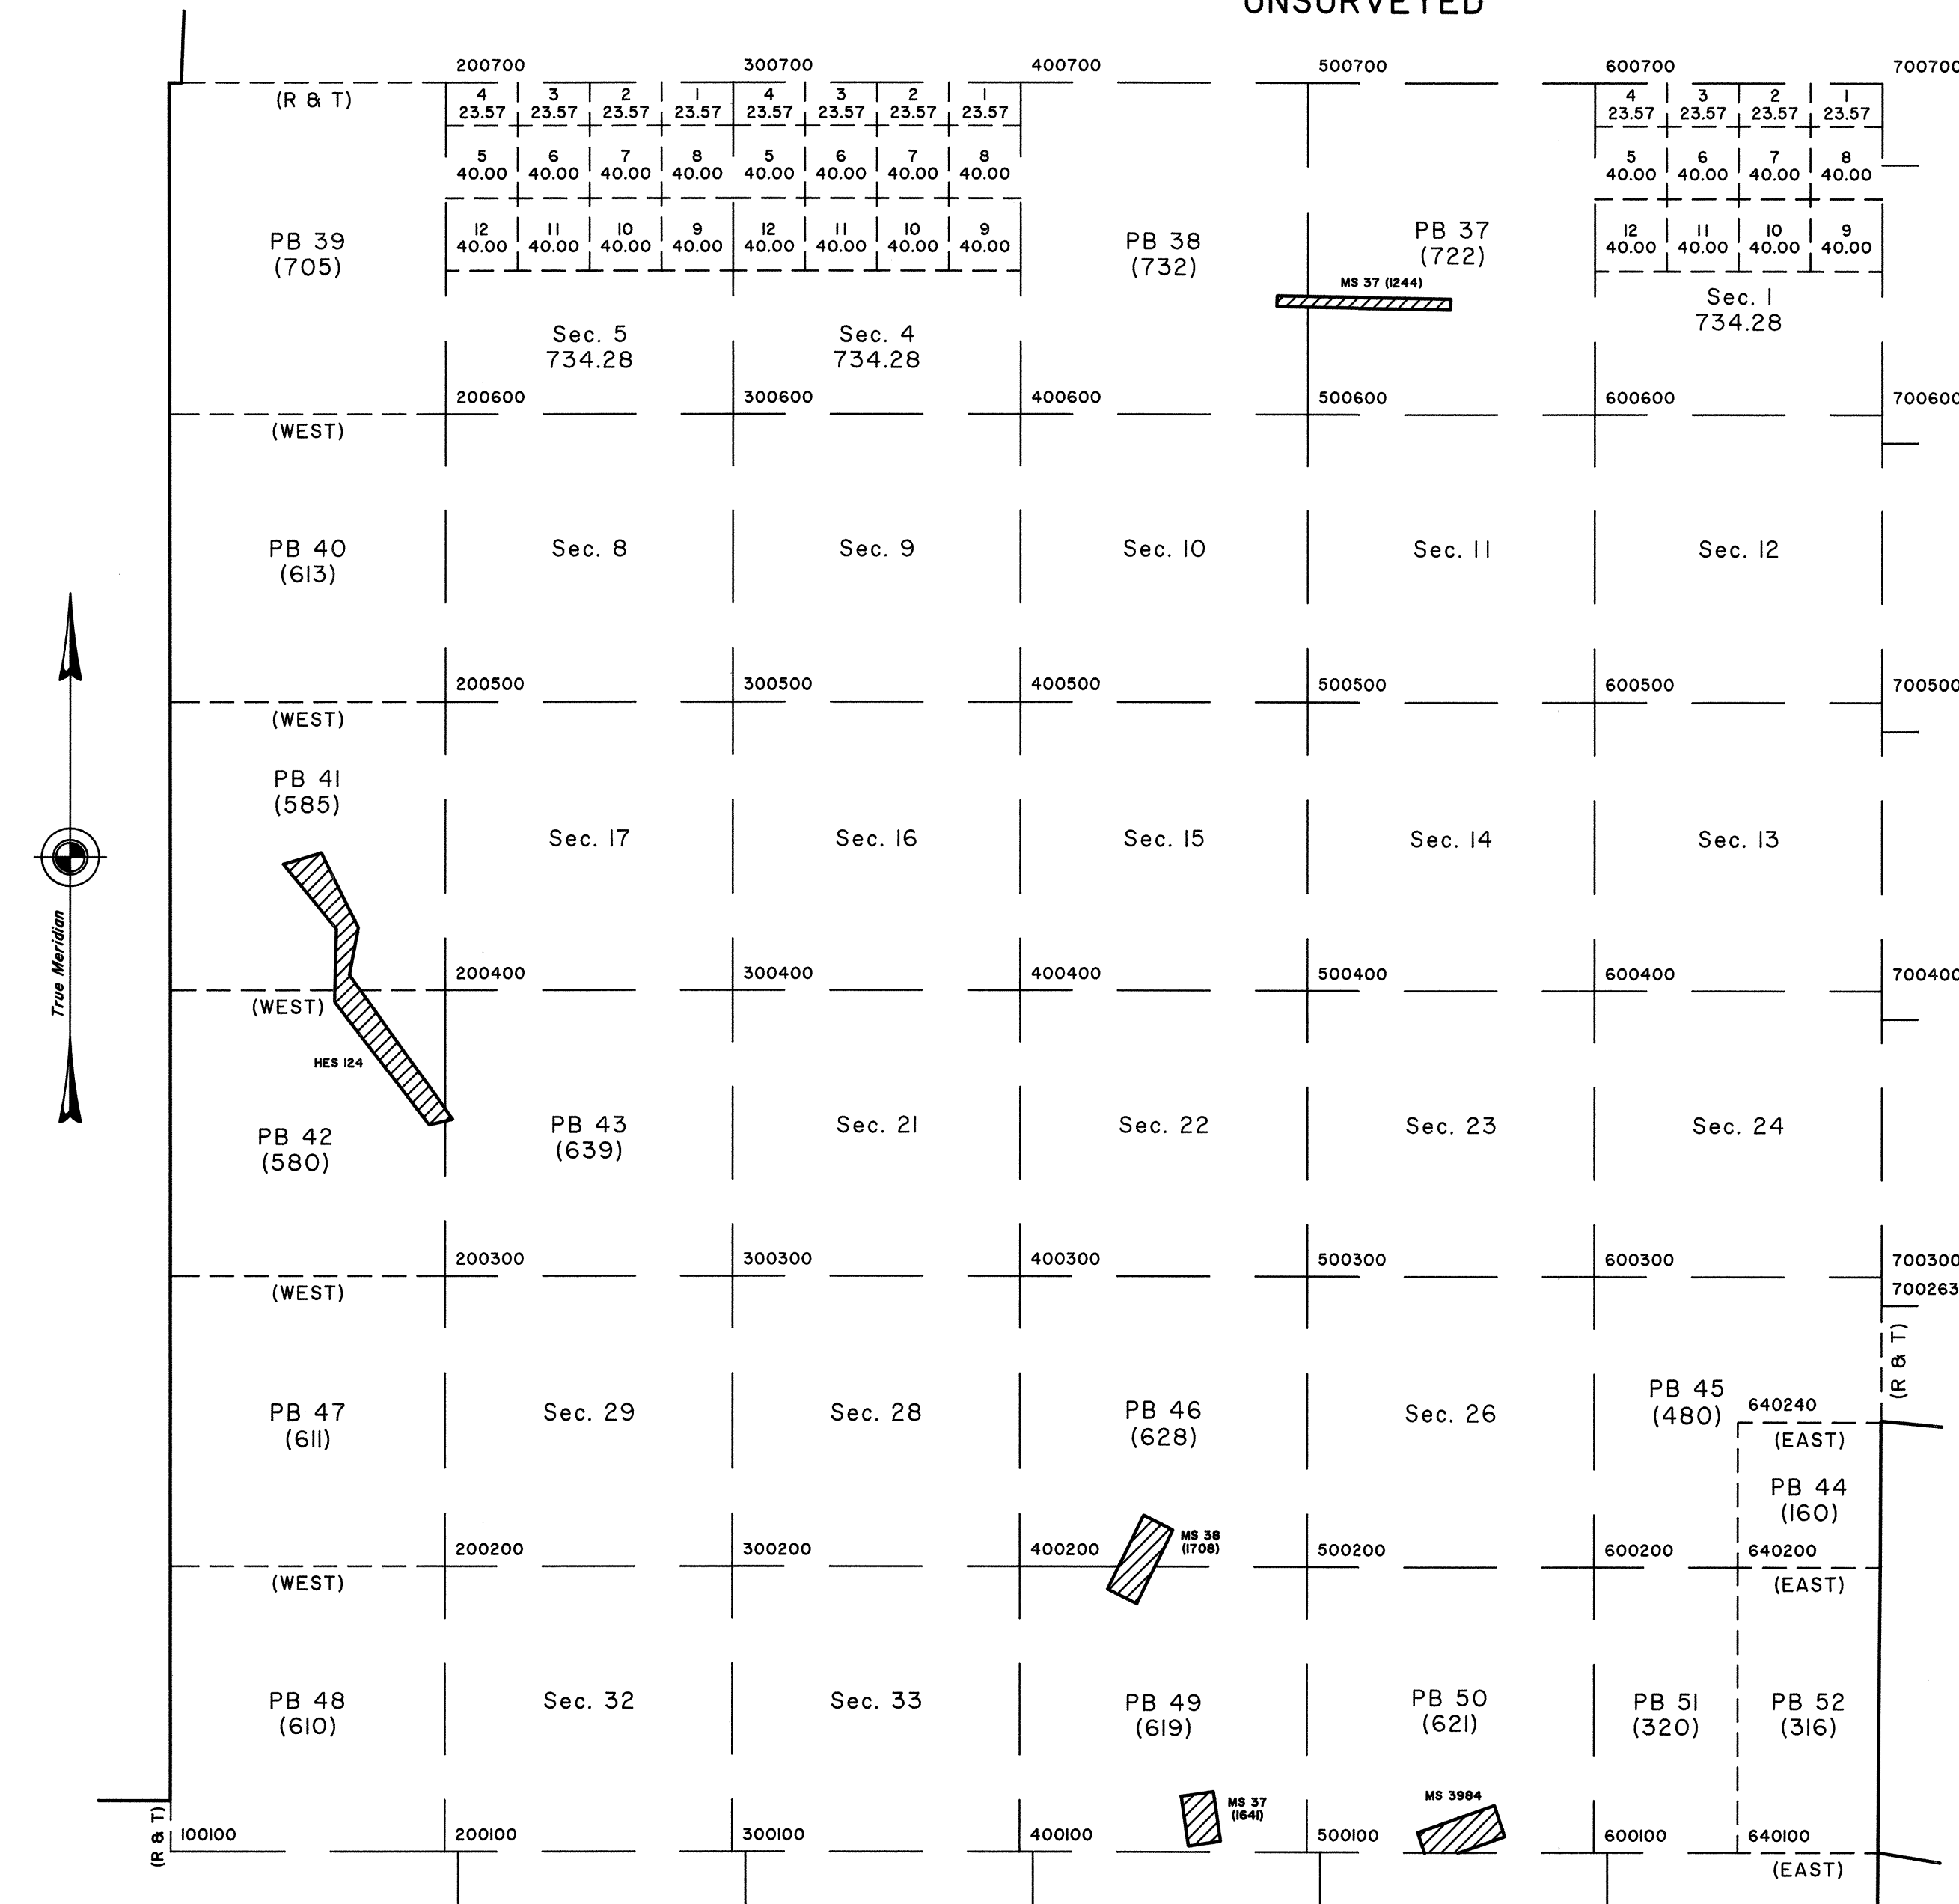 UNSURVEYED
200700 300700 400700 500700 600700 700700
(R & T)
4 3 2 1 4 3 2 1 4 3 2 1
23.57 23.57 23.57 23.57 23.57 23.57 23.57 23.57 23.57 23.57 23.57 23.57
5 6 7 8 5 6 7 8 5 6 7 8
40.00 40.00 40.00 40.00 40.00 40.00 40.00 40.00 40.00 40.00 40.00 40.00
12 11 10 9 12 11 10 9 12 11 10 9
40.00 40.00 40.00 40.00 40.00 40.00 40.00 40.00 40.00 40.00 40.00 40.00
PB 39
(705)
PB 38
(732)
PB 37
(722)
MS 37 (1244)
Sec. 1
734.28
Sec. 5
734.28
Sec. 4
734.28
200600 300600 400600 500600 600600 700600
(WEST)
PB 40
(613)
Sec. 8
Sec. 9
Sec. 10
Sec. 11
Sec. 12
200500 300500 400500 500500 600500 700500
(WEST)
PB 41
(585)
Sec. 17
Sec. 16
Sec. 15
Sec. 14
Sec. 13
True Meridian
200400 300400 400400 500400 600400 700400
(WEST)
HES 124
PB 42
(580)
PB 43
(639)
Sec. 21
Sec. 22
Sec. 23
Sec. 24
200300 300300 400300 500300 600300 700300
(WEST)
700263
(R & T)
PB 47
(611)
Sec. 29
Sec. 28
PB 46
(628)
Sec. 26
PB 45
(480)
640240
(EAST)
PB 44
(160)
MS 38
(1708)
200200 300200 400200 500200 600200 640200
(WEST)
(EAST)
PB 48
(610)
Sec. 32
Sec. 33
PB 49
(619)
PB 50
(621)
PB 51
(320)
PB 52
(316)
MS 37
(1641)
MS 3984
(R & T)
100100 200100 300100 400100 500100 600100 640100
(EAST)